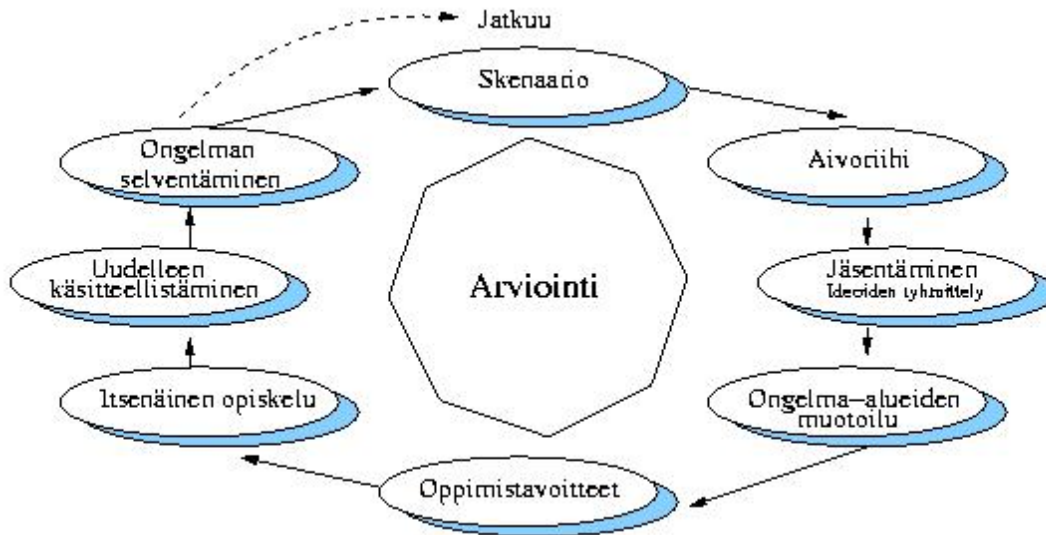 Jatkuu
Skenaario
Aivoriihi
Jäsentäminen
Ideoiden ryhmittely
Ongelma–alueiden
muotoilu
Oppimistavoitteet
Itsenäinen opiskelu
Uudelleen
käsitteellistäminen
Ongelman
selventäminen
Arviointi